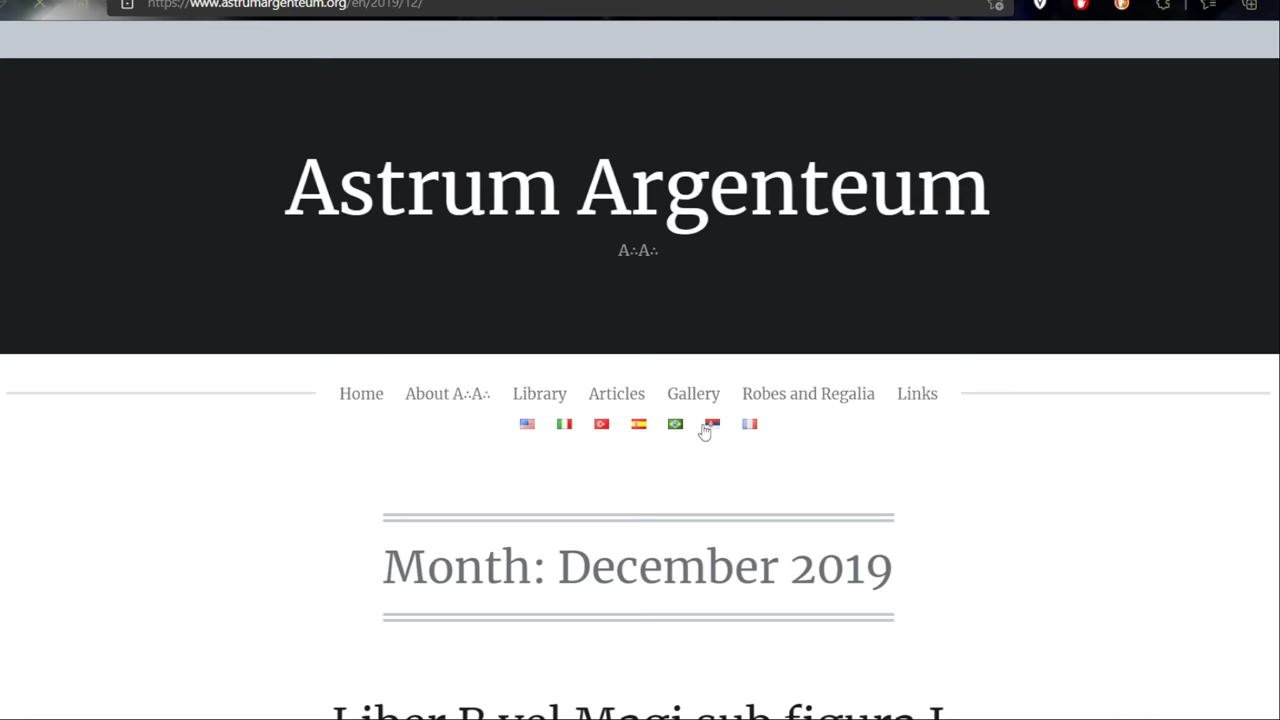 https://www.astrumargenteum.org/en/2019/12/
Astrum Argenteum
A∴A∴
Home About A∴A∴ Library Articles Gallery Robes and Regalia Links
Month: December 2019
Liber B vel Magi sub figura I